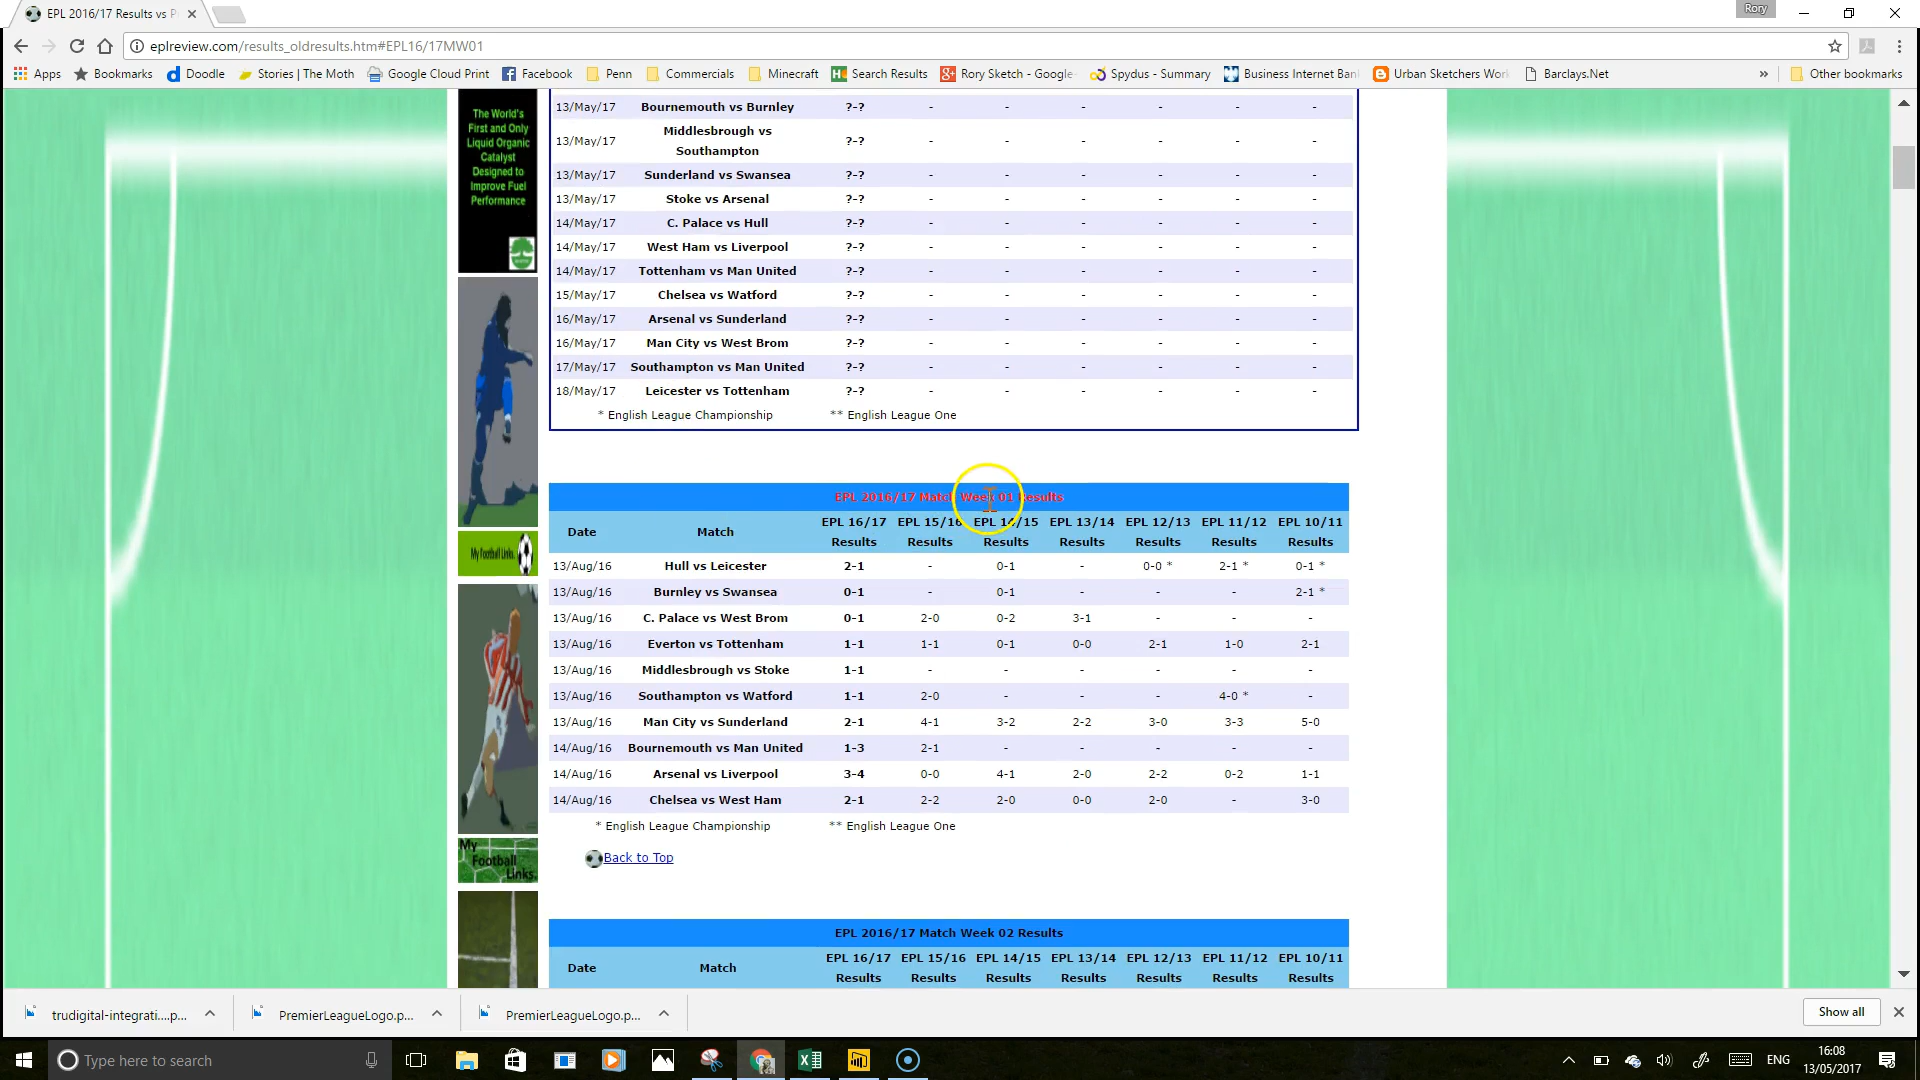 EPL 2016/17 Results vs P
Rory
eplreview.com/results_oldresults.htm#EPL16/17MW01
Apps Bookmarks Doodle Stories | The Moth Google Cloud Print Facebook Penn Commercials Minecraft Search Results Rory Sketch - Google Spydus - Summary Business Internet Ban Urban Sketchers Wor Barclays.Net » Other bookmarks
The World's
First and Only
Liquid Organic
Catalyst
Designed to
Improve Fuel
Performance
My Football Links.
My
Football
Links.
13/May/17 Bournemouth vs Burnley ?-? - - - - - -
13/May/17 Middlesbrough vs Southampton ?-? - - - - - -
13/May/17 Sunderland vs Swansea ?-? - - - - - -
13/May/17 Stoke vs Arsenal ?-? - - - - - -
14/May/17 C. Palace vs Hull ?-? - - - - - -
14/May/17 West Ham vs Liverpool ?-? - - - - - -
14/May/17 Tottenham vs Man United ?-? - - - - - -
15/May/17 Chelsea vs Watford ?-? - - - - - -
16/May/17 Arsenal vs Sunderland ?-? - - - - - -
16/May/17 Man City vs West Brom ?-? - - - - - -
17/May/17 Southampton vs Man United ?-? - - - - - -
18/May/17 Leicester vs Tottenham ?-? - - - - - -
* English League Championship ** English League One
EPL 2016/17 Match Week 01 Results
Date Match EPL 16/17 Results EPL 15/16 Results EPL 14/15 Results EPL 13/14 Results EPL 12/13 Results EPL 11/12 Results EPL 10/11 Results
13/Aug/16 Hull vs Leicester 2-1 - 0-1 - 0-0 * 2-1 * 0-1 *
13/Aug/16 Burnley vs Swansea 0-1 - 0-1 - - - 2-1 *
13/Aug/16 C. Palace vs West Brom 0-1 2-0 0-2 3-1 - - -
13/Aug/16 Everton vs Tottenham 1-1 1-1 0-1 0-0 2-1 1-0 2-1
13/Aug/16 Middlesbrough vs Stoke 1-1 - - - - - -
13/Aug/16 Southampton vs Watford 1-1 2-0 - - - 4-0 * -
13/Aug/16 Man City vs Sunderland 2-1 4-1 3-2 2-2 3-0 3-3 5-0
14/Aug/16 Bournemouth vs Man United 1-3 2-1 - - - - -
14/Aug/16 Arsenal vs Liverpool 3-4 0-0 4-1 2-0 2-2 0-2 1-1
14/Aug/16 Chelsea vs West Ham 2-1 2-2 2-0 0-0 2-0 - 3-0
* English League Championship ** English League One
Back to Top
EPL 2016/17 Match Week 02 Results
Date Match EPL 16/17 Results EPL 15/16 Results EPL 14/15 Results EPL 13/14 Results EPL 12/13 Results EPL 11/12 Results EPL 10/11 Results
trudigital-integrati....p... PremierLeagueLogo.p... PremierLeagueLogo.p... Show all
Type here to search
ENG
16:08
13/05/2017